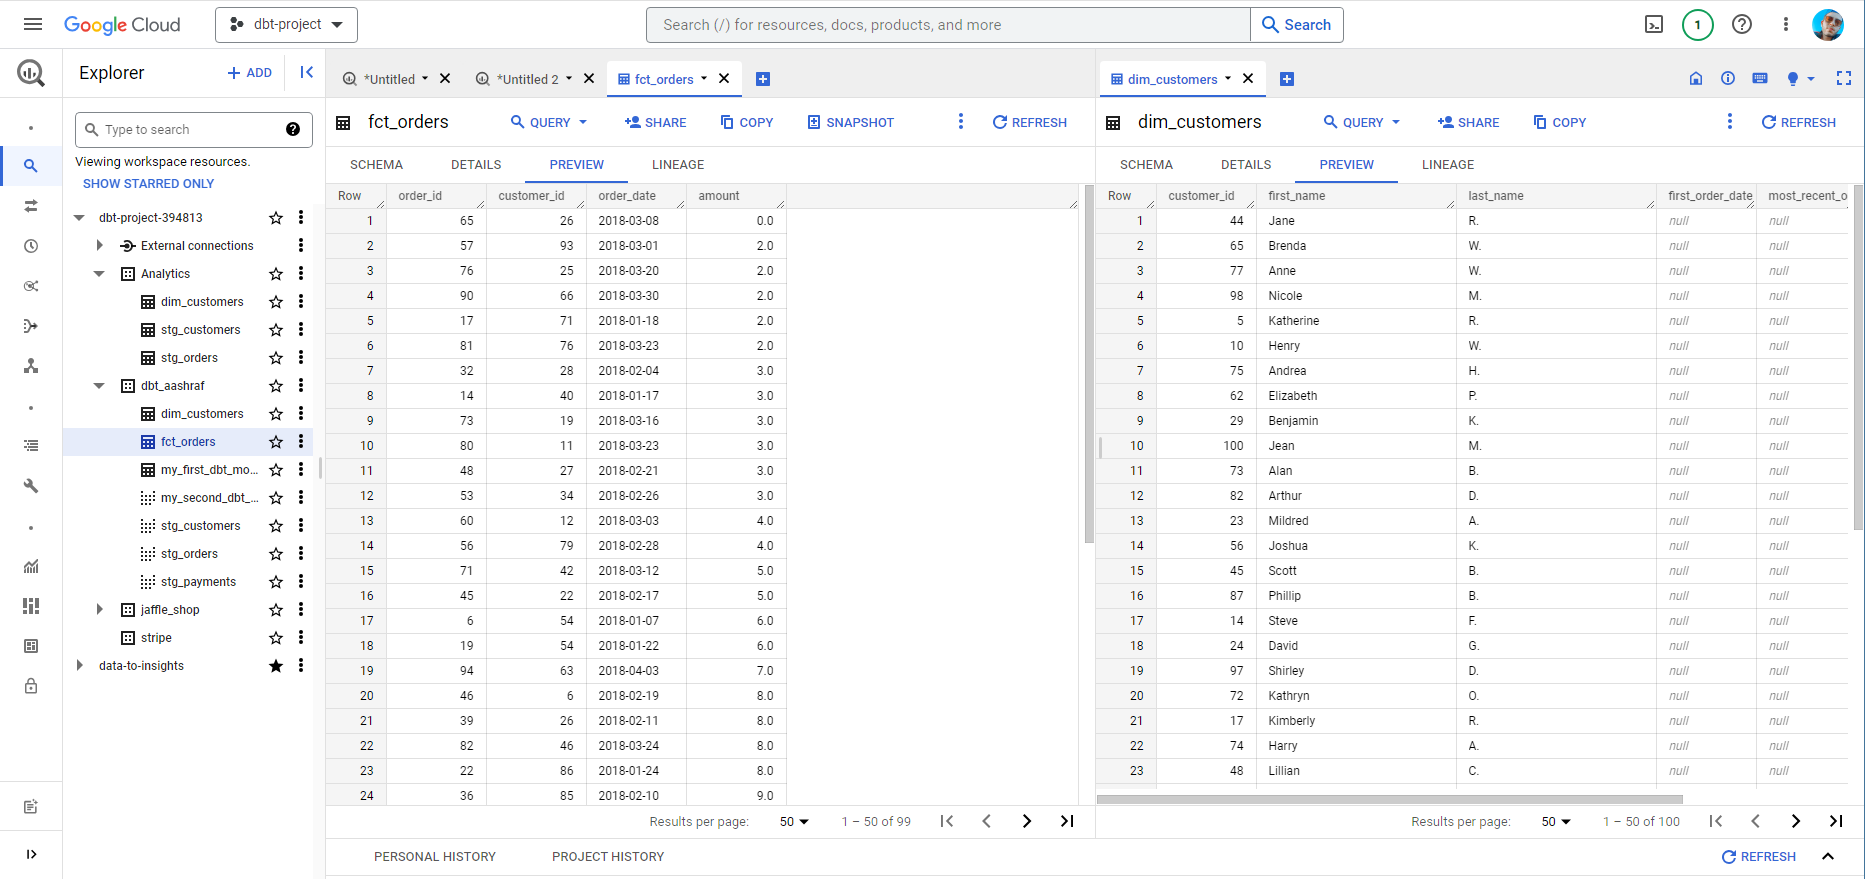 Google Cloud
dbt-project
Search (/) for resources, docs, products, and more
Search
1
Explorer
+ ADD
Type to search
Viewing workspace resources.
SHOW STARRED ONLY
dbt-project-394813
External connections
Analytics
dim_customers
stg_customers
stg_orders
dbt_aashraf
dim_customers
fct_orders
my_first_dbt_mo...
my_second_dbt_...
stg_customers
stg_orders
stg_payments
jaffle_shop
stripe
data-to-insights
*Untitled
*Untitled 2
fct_orders
fct_orders
QUERY
SHARE
COPY
SNAPSHOT
REFRESH
SCHEMA DETAILS PREVIEW LINEAGE
Row order_id customer_id order_date amount
1 65 26 2018-03-08 0.0
2 57 93 2018-03-01 2.0
3 76 25 2018-03-20 2.0
4 90 66 2018-03-30 2.0
5 17 71 2018-01-18 2.0
6 81 76 2018-03-23 2.0
7 32 28 2018-02-04 3.0
8 14 40 2018-01-17 3.0
9 73 19 2018-03-16 3.0
10 80 11 2018-03-23 3.0
11 48 27 2018-02-21 3.0
12 53 34 2018-02-26 3.0
13 60 12 2018-03-03 4.0
14 56 79 2018-02-28 4.0
15 71 42 2018-03-12 5.0
16 45 22 2018-02-17 5.0
17 6 54 2018-01-07 6.0
18 19 54 2018-01-22 6.0
19 94 63 2018-04-03 7.0
20 46 6 2018-02-19 8.0
21 39 26 2018-02-11 8.0
22 82 46 2018-03-24 8.0
23 22 86 2018-01-24 8.0
24 36 85 2018-02-10 9.0
Results per page: 50 1 – 50 of 99
dim_customers
dim_customers
QUERY
SHARE
COPY
REFRESH
SCHEMA DETAILS PREVIEW LINEAGE
Row customer_id first_name last_name first_order_date most_recent_o
1 44 Jane R. null null
2 65 Brenda W. null null
3 77 Anne W. null null
4 98 Nicole M. null null
5 5 Katherine R. null null
6 10 Henry W. null null
7 75 Andrea H. null null
8 62 Elizabeth P. null null
9 29 Benjamin K. null null
10 100 Jean M. null null
11 73 Alan B. null null
12 82 Arthur D. null null
13 23 Mildred A. null null
14 56 Joshua K. null null
15 45 Scott B. null null
16 87 Phillip B. null null
17 14 Steve F. null null
18 24 David G. null null
19 97 Shirley D. null null
20 72 Kathryn O. null null
21 17 Kimberly R. null null
22 74 Harry A. null null
23 48 Lillian C. null null
Results per page: 50 1 – 50 of 100
PERSONAL HISTORY PROJECT HISTORY
REFRESH